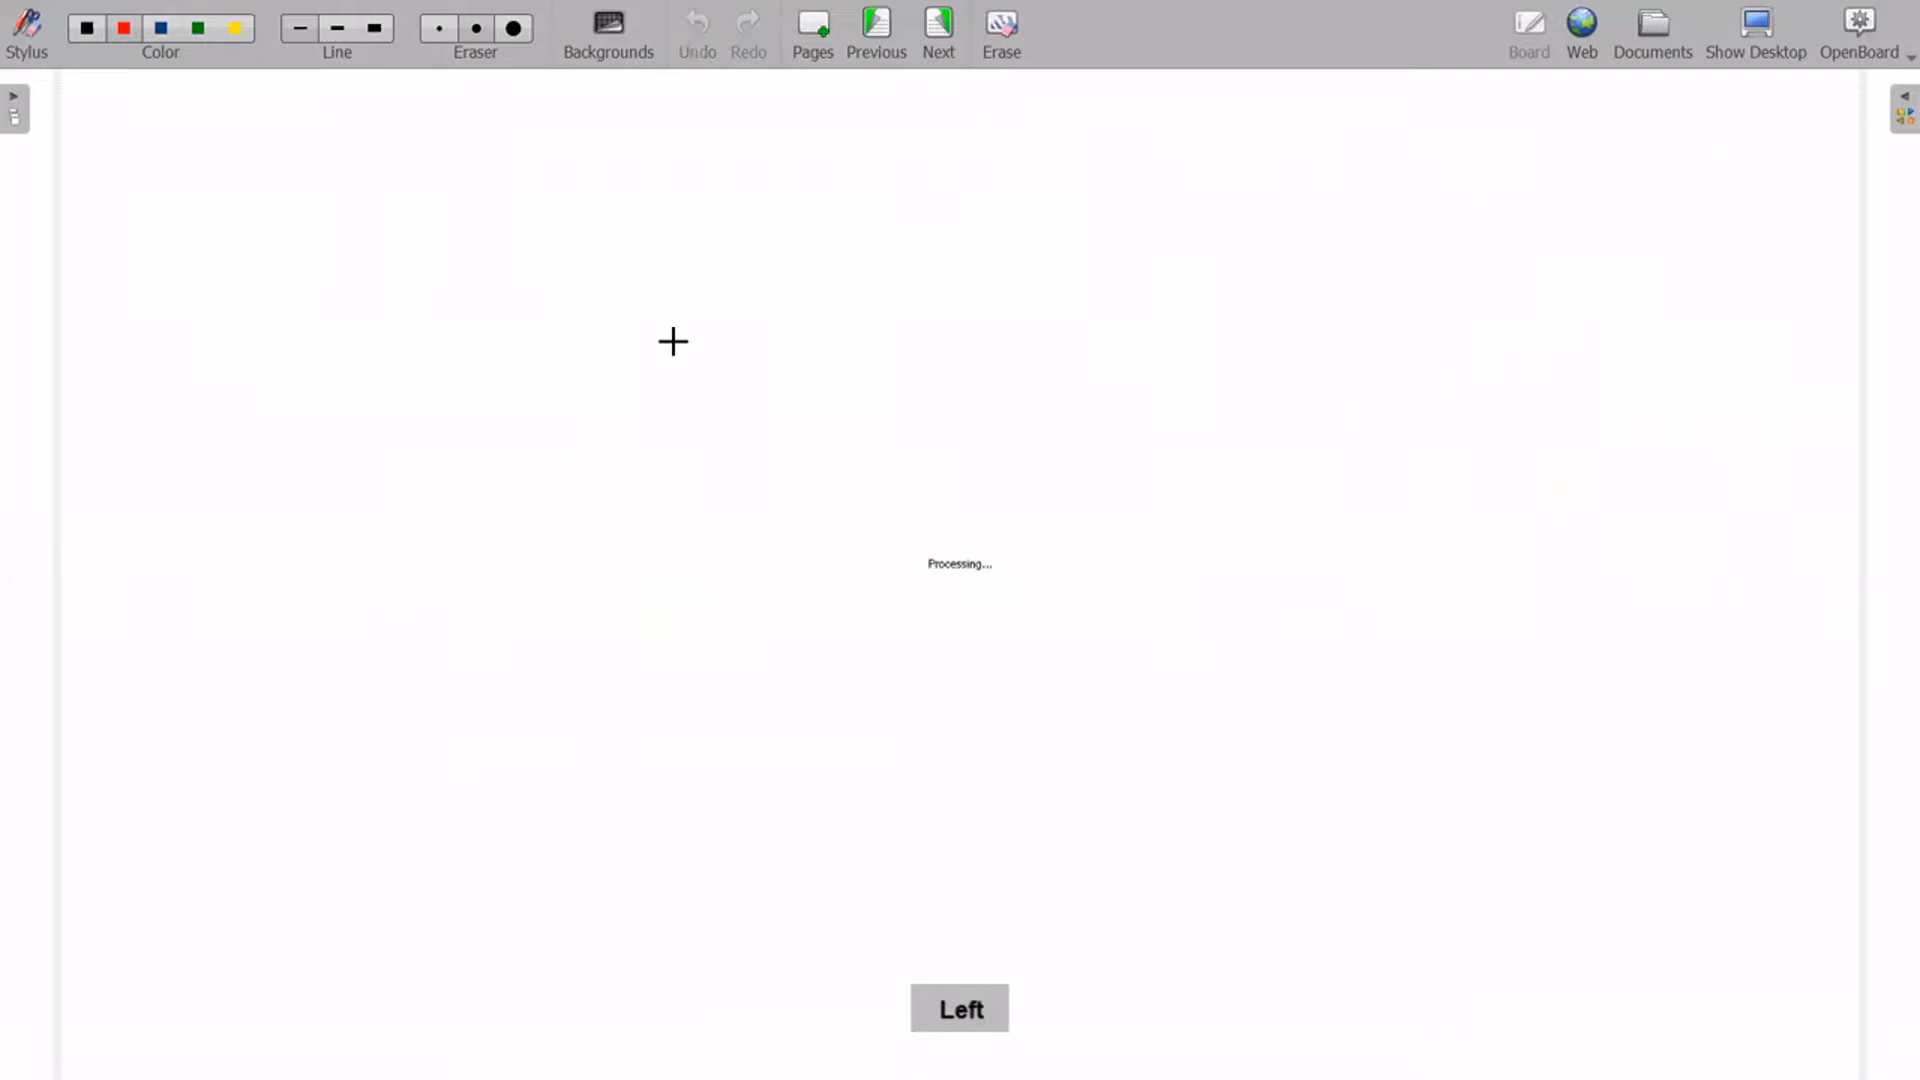 Stylus Color Line Eraser Backgrounds Undo Redo Pages Previous Next Erase Board Web Documents Show Desktop OpenBoard
Processing...
Left